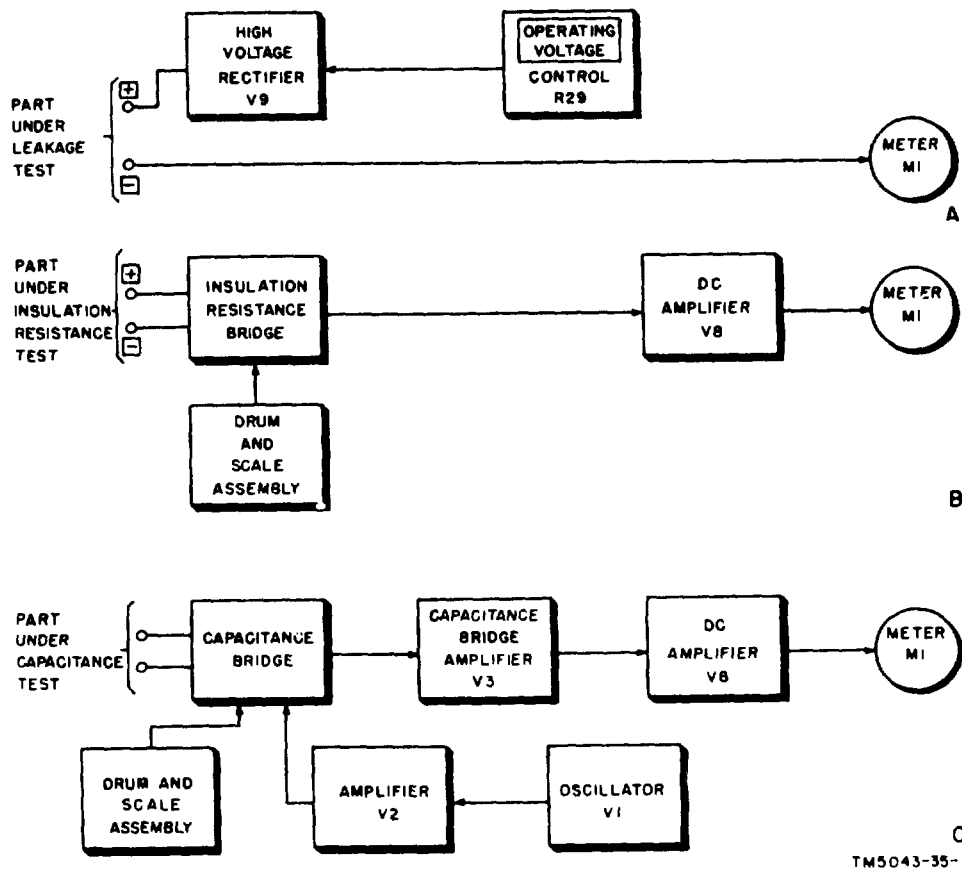 PART
UNDER
LEAKAGE
TEST
+
−
HIGH
VOLTAGE
RECTIFIER
V9
OPERATING
VOLTAGE
CONTROL
R29
METER
M1
A
PART
UNDER
INSULATION
RESISTANCE
TEST
+
−
INSULATION
RESISTANCE
BRIDGE
DRUM
AND
SCALE
ASSEMBLY
DC
AMPLIFIER
V8
METER
M1
B
PART
UNDER
CAPACITANCE
TEST
CAPACITANCE
BRIDGE
CAPACITANCE
BRIDGE
AMPLIFIER
V3
DC
AMPLIFIER
V8
METER
M1
DRUM AND
SCALE
ASSEMBLY
AMPLIFIER
V2
OSCILLATOR
V1
C
TM5043-35-